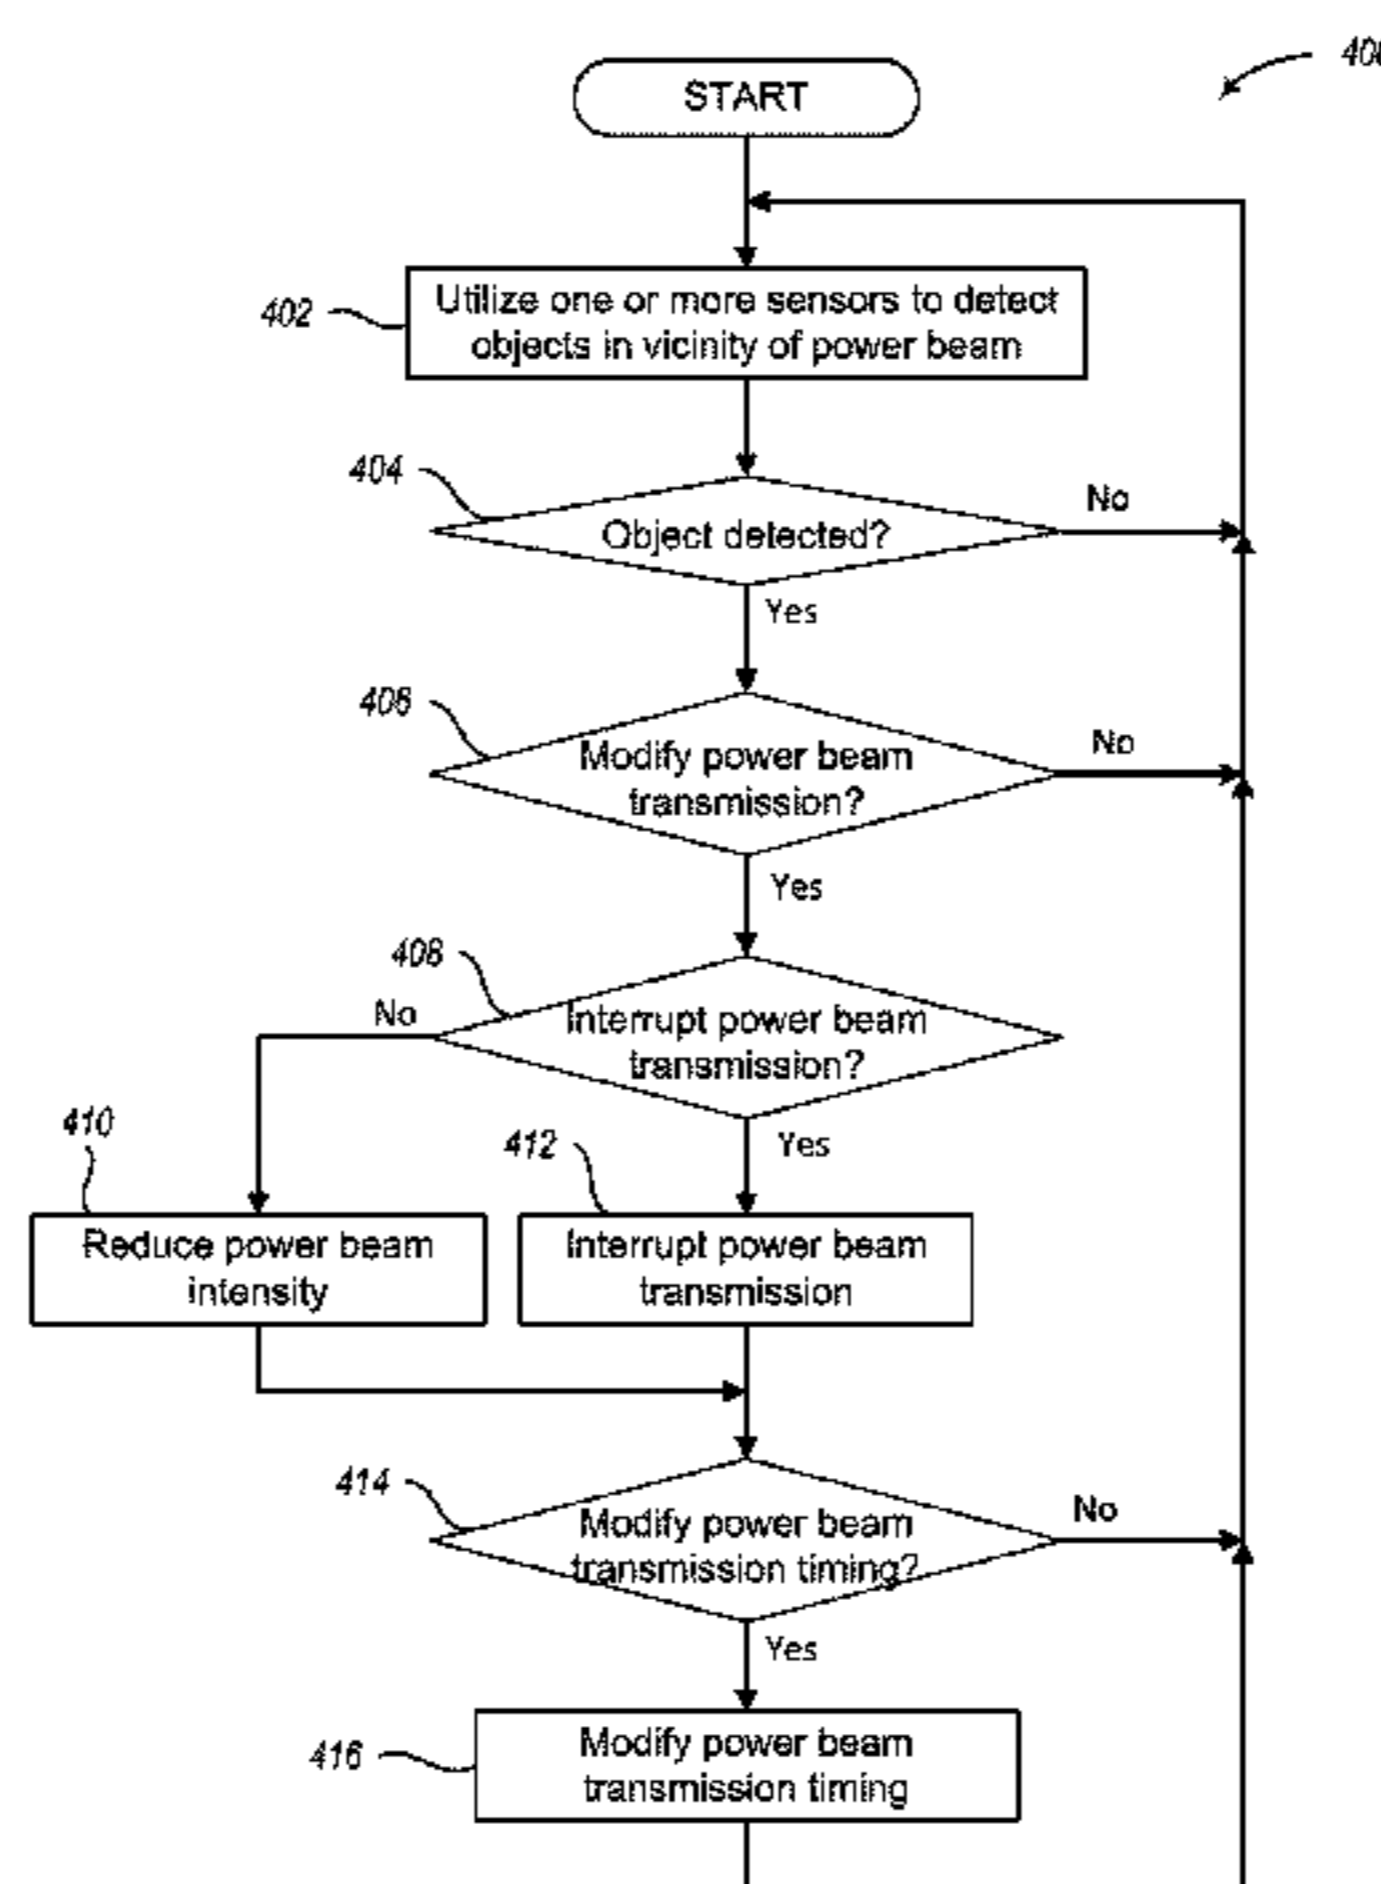 START
400
402
Utilize one or more sensors to detect
objects in vicinity of power beam
404
Object detected?
No
Yes
406
Modify power beam
transmission?
No
Yes
408
Interrupt power beam
transmission?
No
Yes
410
Reduce power beam
intensity
412
Interrupt power beam
transmission
414
Modify power beam
transmission timing?
No
Yes
416
Modify power beam
transmission timing